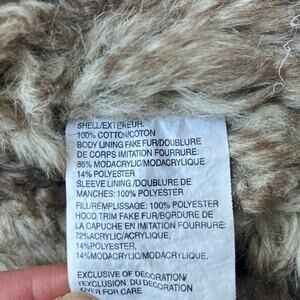 SHELL/EXTERIEUR:
100% COTTON/COTON
BODY LINING FAKE FUR/DOUBLURE
DE CORPS IMITATION FOURRURE:
86% MODACRYLIC/MODACRYLIQUE
14% POLYESTER
SLEEVE LINING /DOUBLURE DE
MANCHES: 100% POLYESTER
FILL/REMPLISSAGE: 100% POLYESTER
HOOD TRIM FAKE FUR/BORDURE DE
LA CAPUCHE EN IMITATION FOURRURE:
72%ACRYLIC/ACRYLIQUE,
14%POLYESTER,
14%MODACRYLIC/MODACRYLIQUE,
EXCLUSIVE OF DECORATION/
L'EXCLUSION DU DECORATION
FOR CARE